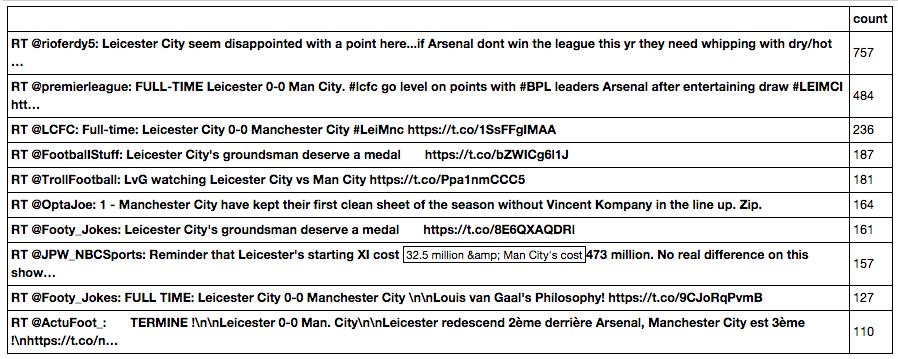 count
RT @rioferdy5: Leicester City seem disappointed with a point here...if Arsenal dont win the league this yr they need whipping with dry/hot 757
…
RT @premierleague: FULL-TIME Leicester 0-0 Man City. #lcfc go level on points with #BPL leaders Arsenal after entertaining draw #LEIMCI 484
htt…
RT @LCFC: Full-time: Leicester City 0-0 Manchester City #LeiMnc https://t.co/1SsFFgIMAA 236
RT @FootballStuff: Leicester City's groundsman deserve a medal https://t.co/bZWICg6l1J 187
RT @TrollFootball: LvG watching Leicester City vs Man City https://t.co/Ppa1nmCCC5 181
RT @OptaJoe: 1 - Manchester City have kept their first clean sheet of the season without Vincent Kompany in the line up. Zip. 164
RT @Footy_Jokes: Leicester City's groundsman deserve a medal https://t.co/8E6QXAQDRl 161
RT @JPW_NBCSports: Reminder that Leicester's starting XI cost 32.5 million &amp; Man City's cost 473 million. No real difference on this 157
show…
RT @Footy_Jokes: FULL TIME: Leicester City 0-0 Manchester City \n\nLouis van Gaal's Philosophy! https://t.co/9CJoRqPvmB 127
RT @ActuFoot_: TERMINE !\n\nLeicester 0-0 Man. City\n\nLeicester redescend 2ème derrière Arsenal, Manchester City est 3ème 110
!\nhttps://t.co/n…